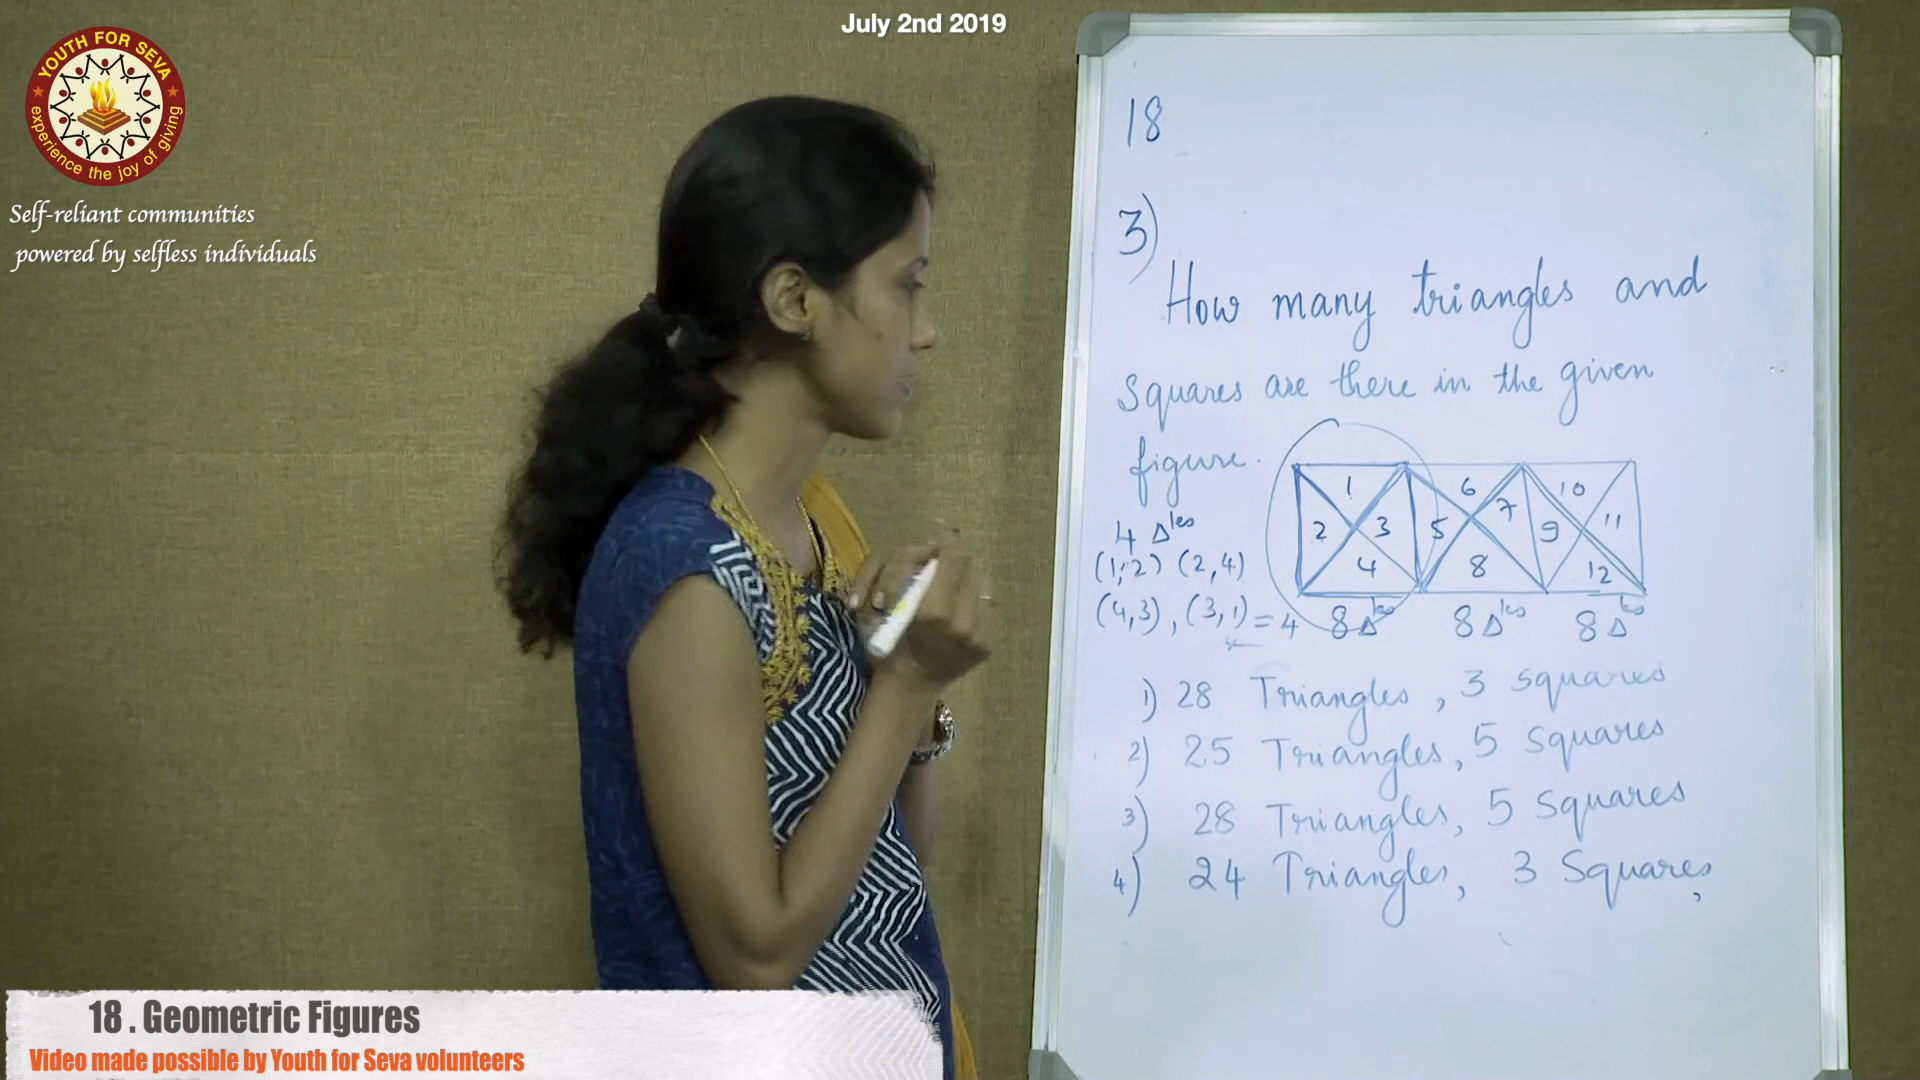 July 2nd 2019
YOUTH FOR SEVA
experience the joy of giving
Self-reliant communities
powered by selfless individuals
18
3)
How many triangles and
Squares are there in the given
figure.
1 6 10
2 3 5 7 9 11
4 8 12
4 Δles
(1,2) (2,4)
(4,3), (3,1) = 4
8 Δles 8 Δles 8 Δles
1) 28 Triangles, 3 squares
2) 25 Triangles, 5 Squares
3) 28 Triangles, 5 Squares
4) 24 Triangles, 3 Squares,
18 . Geometric Figures
Video made possible by Youth for Seva volunteers